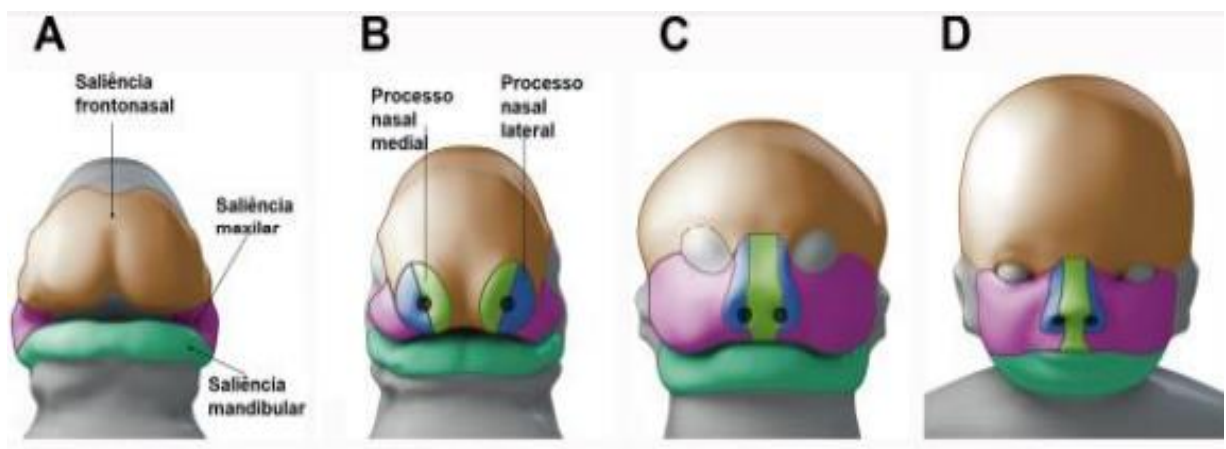 A
B
C
D
Saliência
frontonasal
Saliência
maxilar
Saliência
mandibular
Processo
nasal
medial
Processo
nasal
lateral